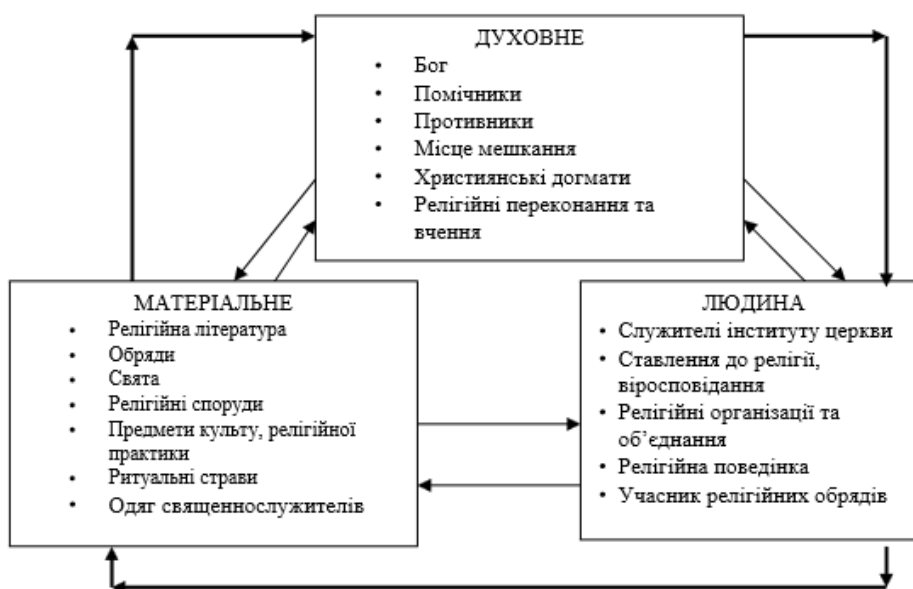 ДУХОВНЕ
• Бог
• Помічники
• Противники
• Місце мешкання
• Християнські догмати
• Релігійні переконання та
вчення
МАТЕРІАЛЬНЕ
• Релігійна література
• Обряди
• Свята
• Релігійні споруди
• Предмети культу, релігійної
практики
• Ритуальні страви
• Одяг священнослужителів
ЛЮДИНА
• Служителі інституту церкви
• Ставлення до релігії,
віросповідання
• Релігійні організації та
об’єднання
• Релігійна поведінка
• Учасник релігійних обрядів